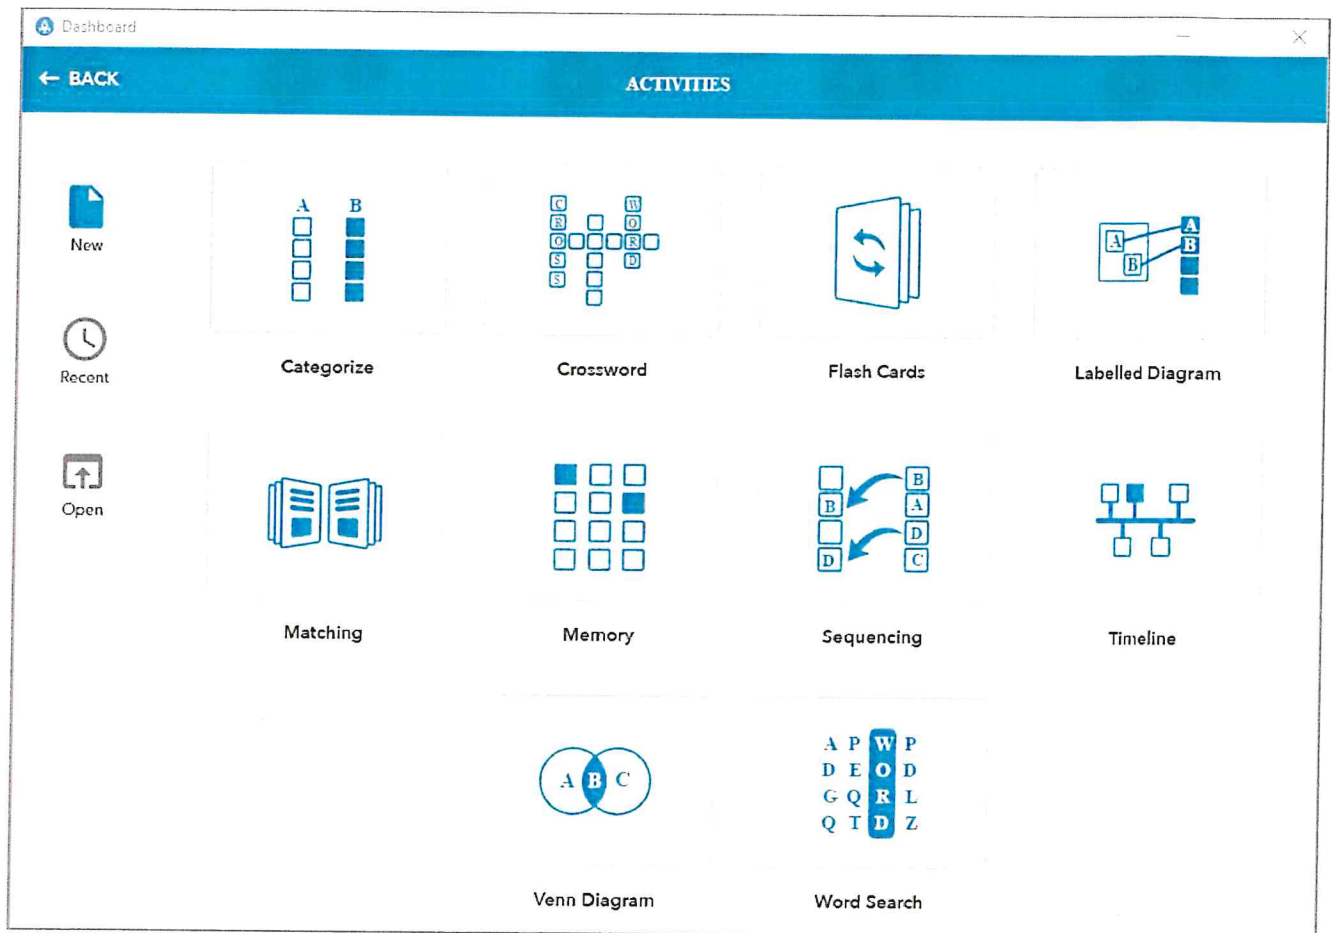 Dashboard
← BACK
ACTIVITIES
New
Recent
Open
A B
C W
R O
O R
S D
S
A A
B B
Categorize
Crossword
Flash Cards
Labelled Diagram
B
B A
D
D C
Matching
Memory
Sequencing
Timeline
A B C
A P W P
D E O D
G Q R L
Q T D Z
Venn Diagram
Word Search